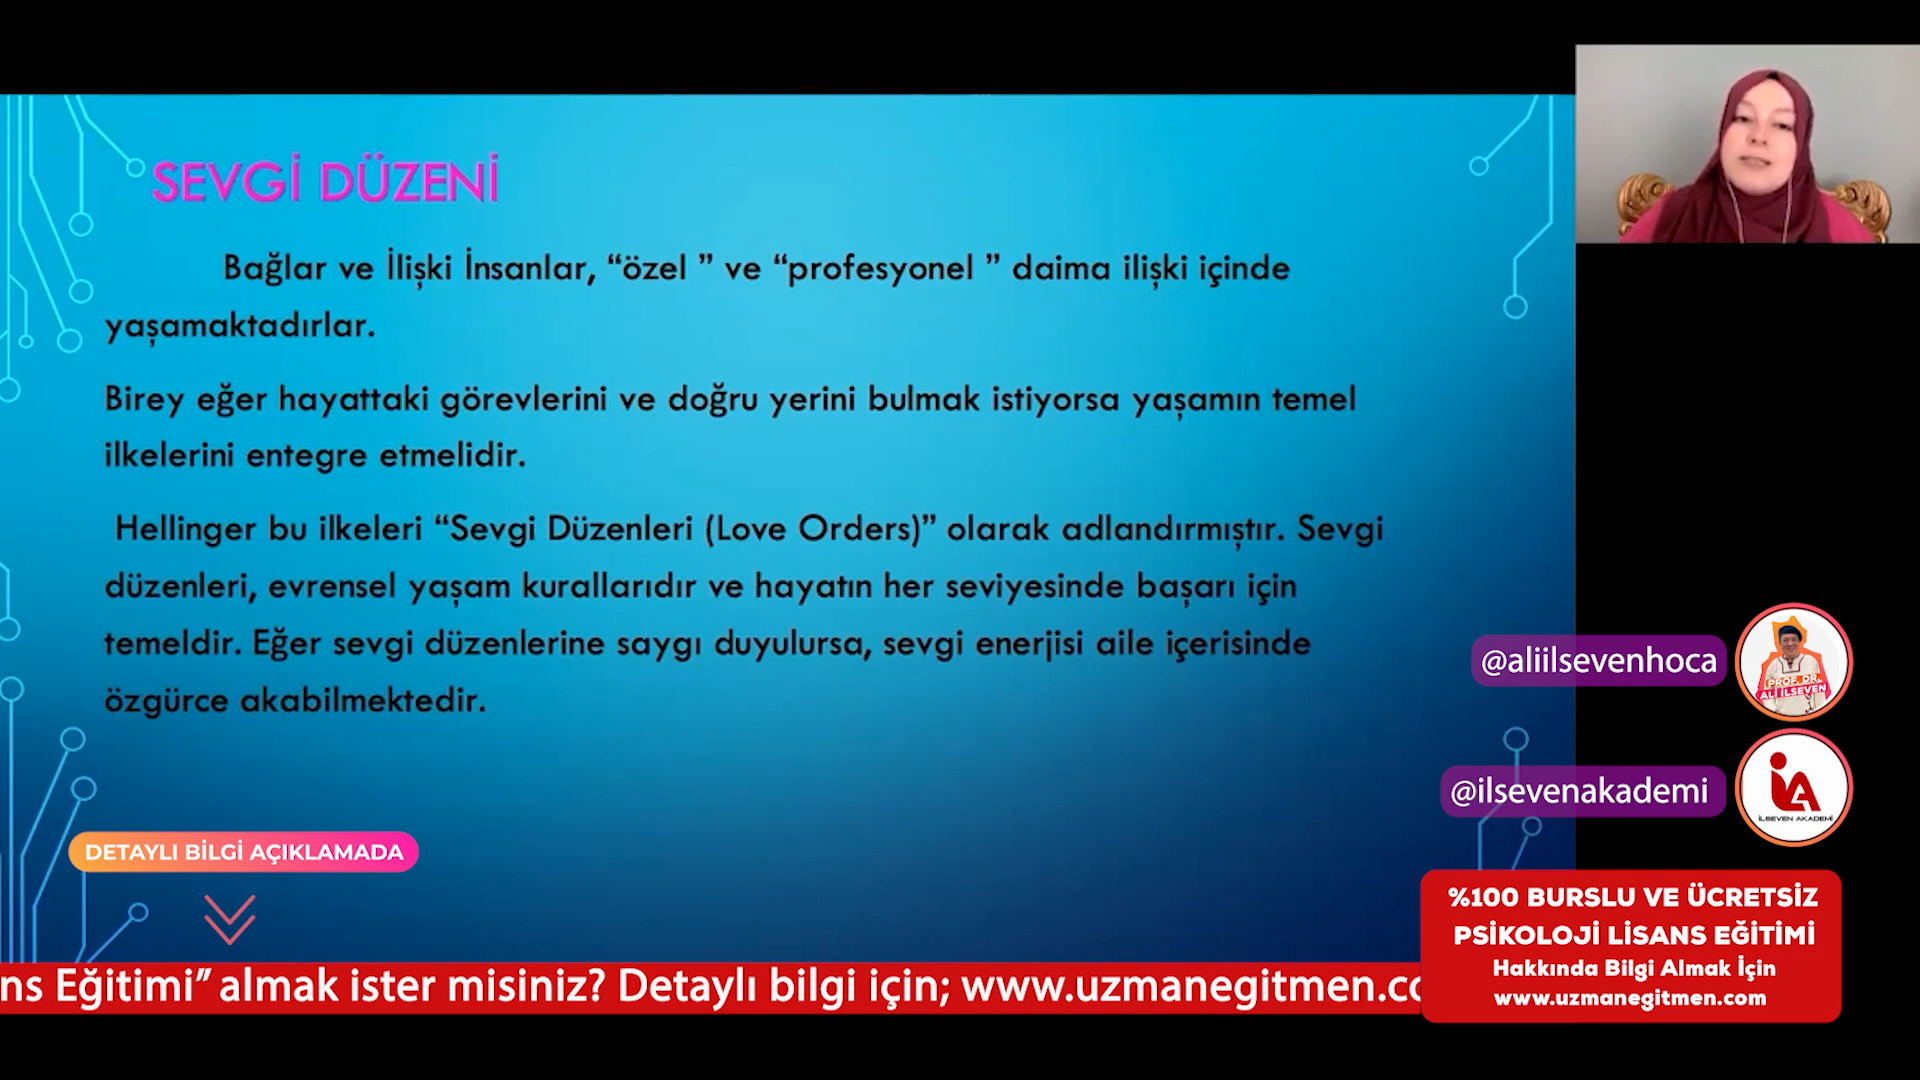 SEVGİ DÜZENİ
Bağlar ve İlişki İnsanlar, “özel ” ve “profesyonel ” daima ilişki içinde
yaşamaktadırlar.
Birey eğer hayattaki görevlerini ve doğru yerini bulmak istiyorsa yaşamın temel
ilkelerini entegre etmelidir.
Hellinger bu ilkeleri “Sevgi Düzenleri (Love Orders)” olarak adlandırmıştır. Sevgi
düzenleri, evrensel yaşam kurallarıdır ve hayatın her seviyesinde başarı için
temeldir. Eğer sevgi düzenlerine saygı duyulursa, sevgi enerjisi aile içerisinde
özgürce akabilmektedir.
@aliilsevenhoca
PROF. DR.
ALİ İLSEVEN
@ilsevenakademi
İLSEVEN AKADEMİ
DETAYLI BİLGİ AÇIKLAMADA
%100 BURSLU VE ÜCRETSİZ
PSİKOLOJİ LİSANS EĞİTİMİ
Hakkında Bilgi Almak İçin
www.uzmanegitmen.com
ns Eğitimi” almak ister misiniz? Detaylı bilgi için; www.uzmanegitmen.co